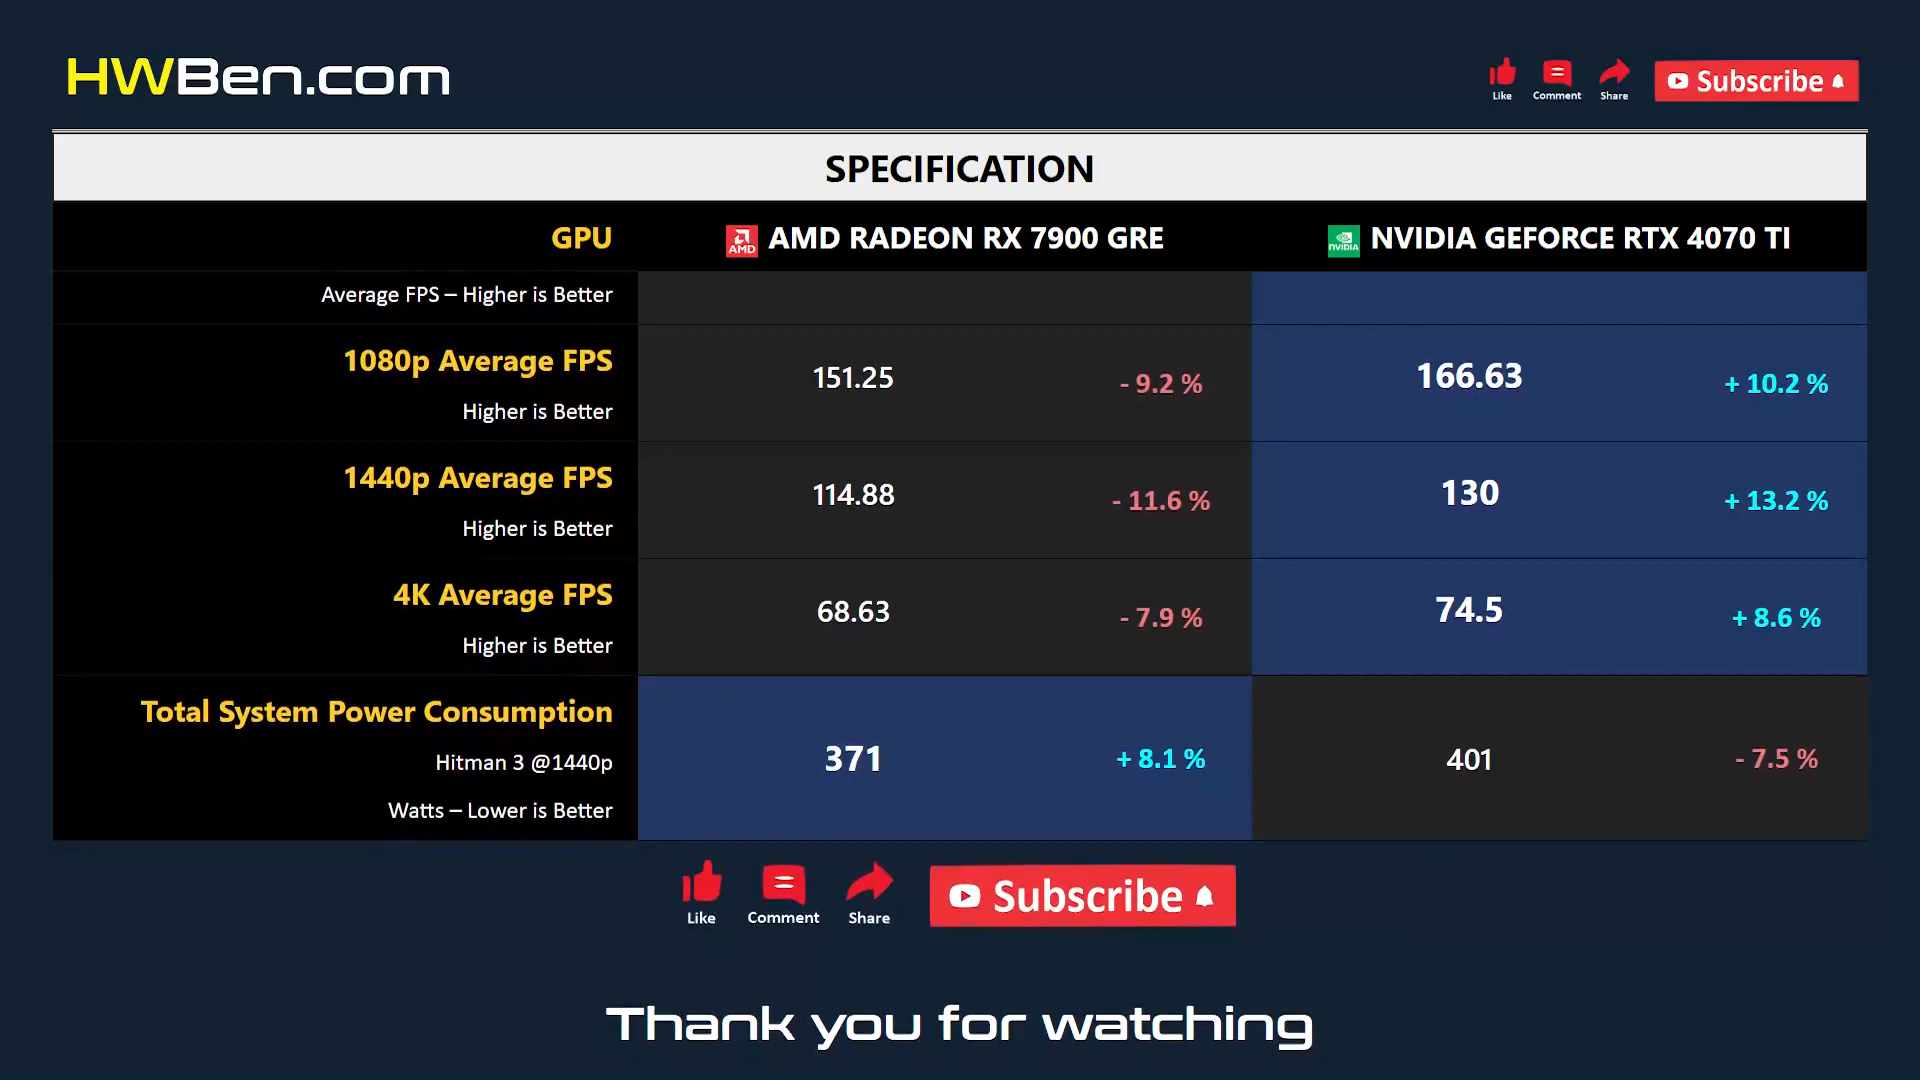 HWBen.com
Like Comment Share Subscribe
SPECIFICATION
GPU AMD AMD RADEON RX 7900 GRE NVIDIA NVIDIA GEFORCE RTX 4070 TI
Average FPS – Higher is Better
1080p Average FPS 151.25 - 9.2 % 166.63 + 10.2 %
Higher is Better
1440p Average FPS 114.88 - 11.6 % 130 + 13.2 %
Higher is Better
4K Average FPS 68.63 - 7.9 % 74.5 + 8.6 %
Higher is Better
Total System Power Consumption
Hitman 3 @1440p 371 + 8.1 % 401 - 7.5 %
Watts – Lower is Better
Like Comment Share Subscribe
Thank you for watching